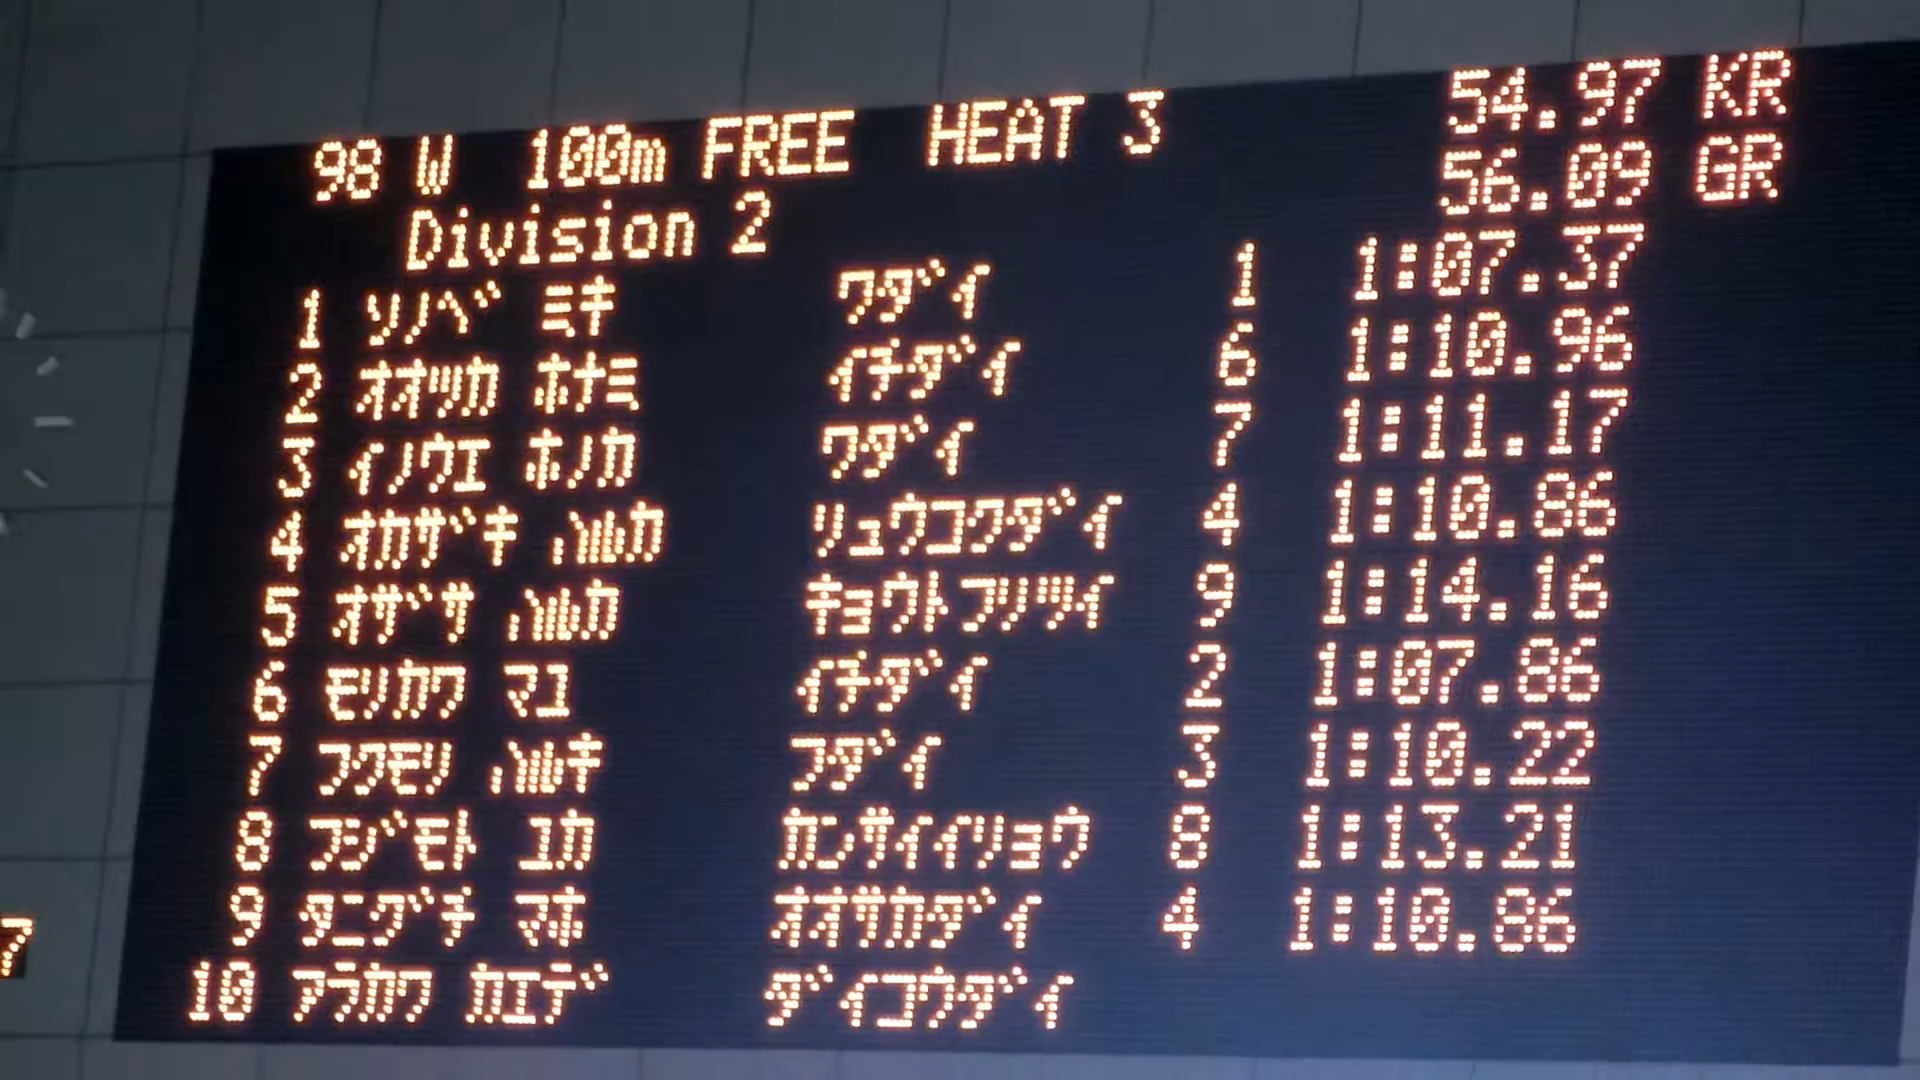 98 W 100m FREE HEAT 3 54.97 KR
Division 2 56.09 GR
1 ソノベ ミキ ワダイ 1 1:07.37
2 オオツカ ホナミ イチダイ 6 1:10.96
3 イノウエ ホノカ ワダイ 7 1:11.17
4 オカザキ ハルカ リュウコクダイ 4 1:10.86
5 オザサ ハルカ キョウトフリツイ 9 1:14.16
6 モリカワ マユ イチダイ 2 1:07.86
7 フクモリ ハルキ フダイ 3 1:10.22
8 フジモト ユカ カンサイイリョウ 8 1:13.21
9 タニグチ マホ オオサカダイ 4 1:10.86
10 アラカワ カエデ ダイコウダイ
7